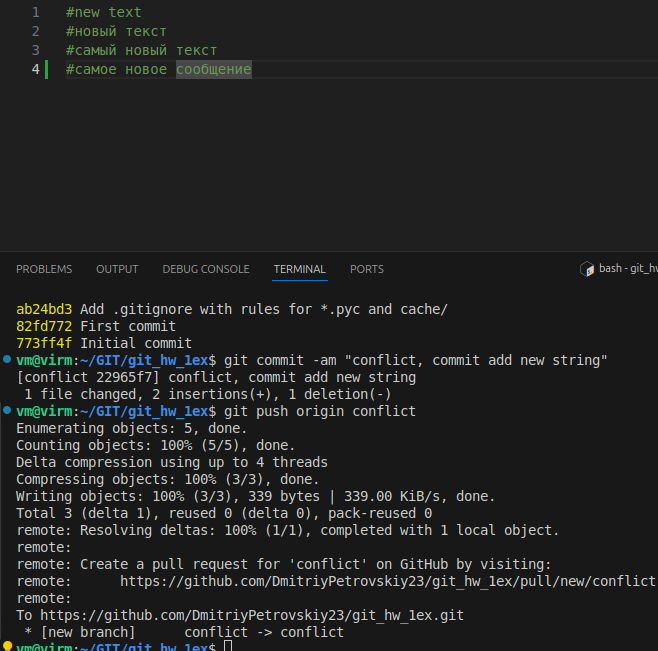 1 #new text
2 #новый текст
3 #самый новый текст
4 #самое новое сообщение
PROBLEMS OUTPUT DEBUG CONSOLE TERMINAL PORTS bash - git_hw
ab24bd3 Add .gitignore with rules for *.pyc and cache/
82fd772 First commit
773ff4f Initial commit
vm@virm:~/GIT/git_hw_1ex$ git commit -am "conflict, commit add new string"
[conflict 22965f7] conflict, commit add new string
1 file changed, 2 insertions(+), 1 deletion(-)
vm@virm:~/GIT/git_hw_1ex$ git push origin conflict
Enumerating objects: 5, done.
Counting objects: 100% (5/5), done.
Delta compression using up to 4 threads
Compressing objects: 100% (3/3), done.
Writing objects: 100% (3/3), 339 bytes | 339.00 KiB/s, done.
Total 3 (delta 1), reused 0 (delta 0), pack-reused 0
remote: Resolving deltas: 100% (1/1), completed with 1 local object.
remote:
remote: Create a pull request for 'conflict' on GitHub by visiting:
remote: https://github.com/DmitriyPetrovskiy23/git_hw_1ex/pull/new/conflict
remote:
To https://github.com/DmitriyPetrovskiy23/git_hw_1ex.git
* [new branch] conflict -> conflict
vm@virm:~/GIT/git_hw_1ex$